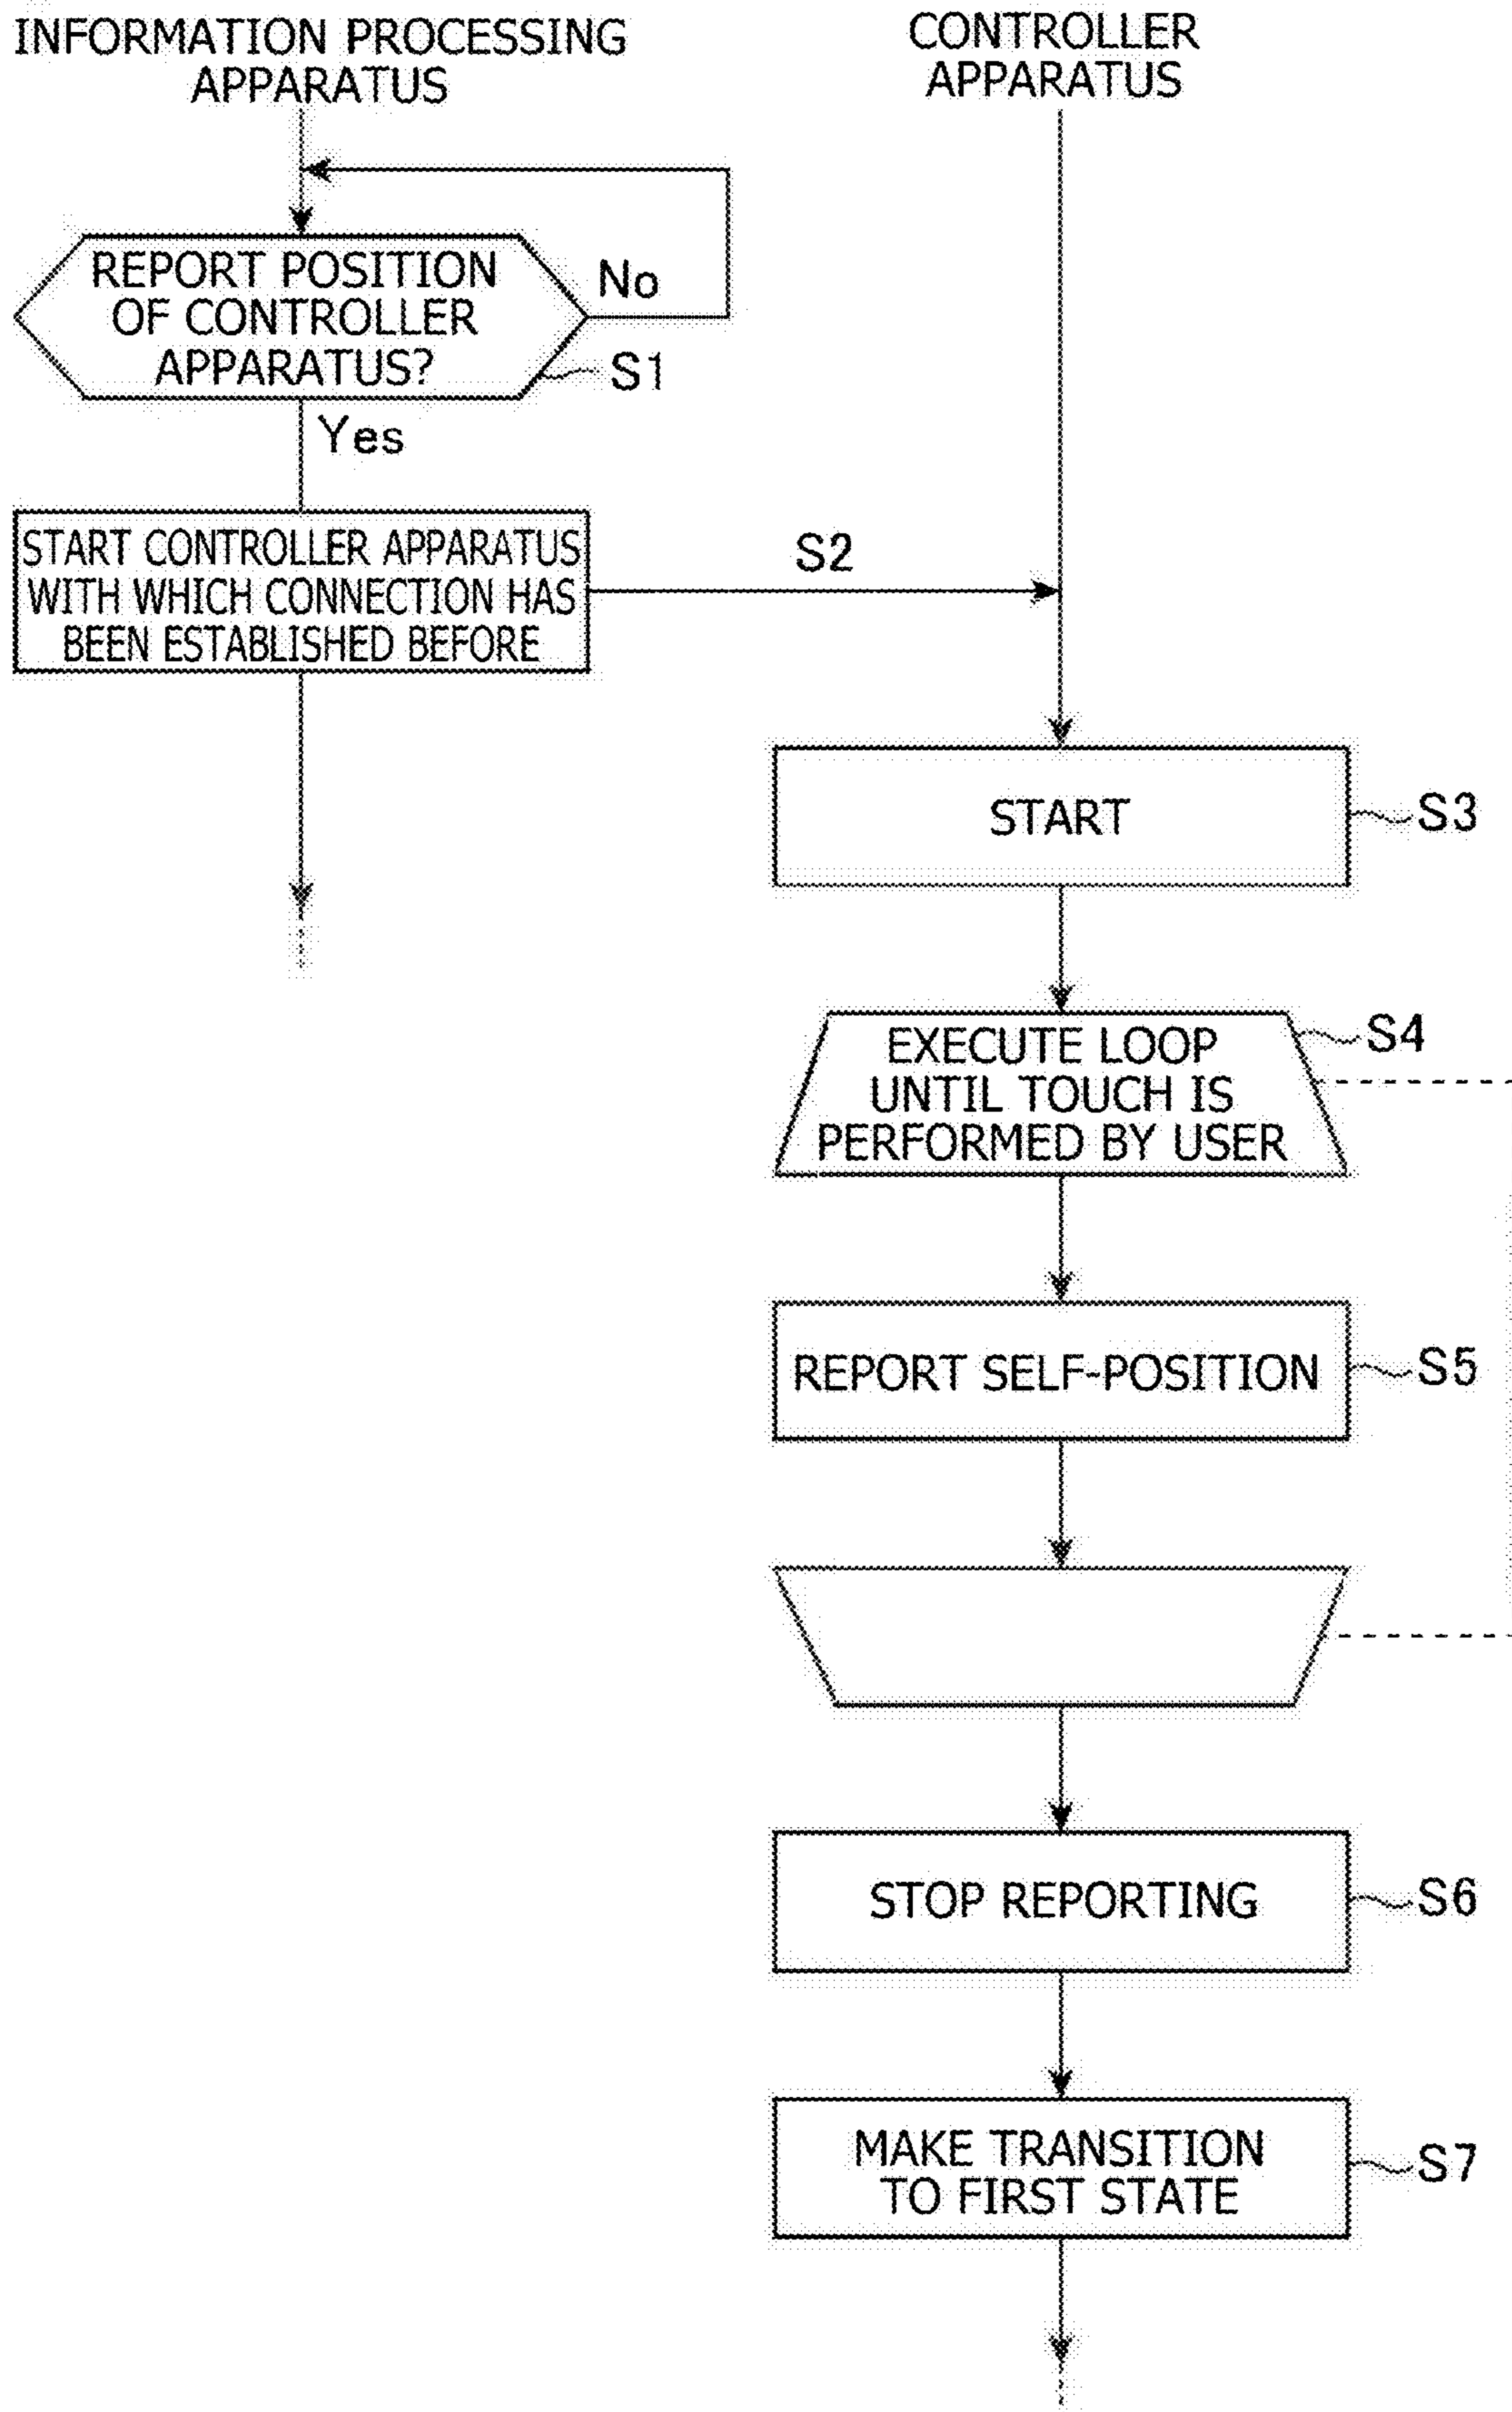 INFORMATION PROCESSING
APPARATUS
CONTROLLER
APPARATUS
REPORT POSITION
OF CONTROLLER
APPARATUS?
No
S1
Yes
START CONTROLLER APPARATUS
WITH WHICH CONNECTION HAS
BEEN ESTABLISHED BEFORE
S2
START
S3
EXECUTE LOOP
UNTIL TOUCH IS
PERFORMED BY USER
S4
REPORT SELF-POSITION
S5
STOP REPORTING
S6
MAKE TRANSITION
TO FIRST STATE
S7